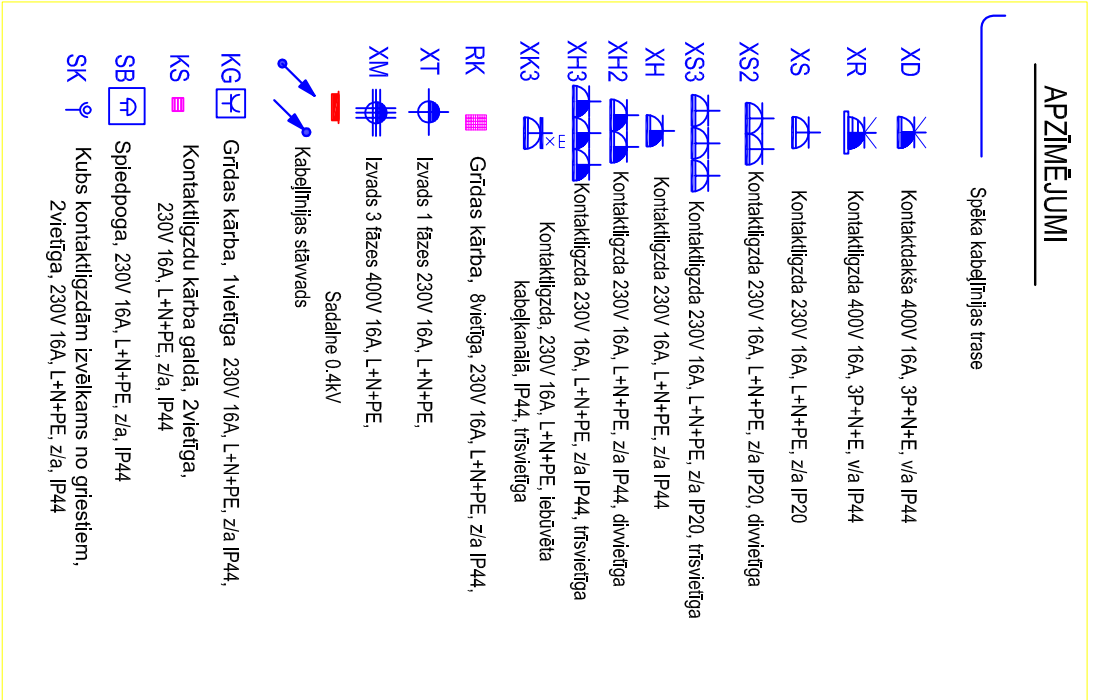 APZĪMĒJUMI
Spēka kabeļlīnijas trase
XD Kontaktdakša 400V 16A, 3P+N+E, v/a IP44
XR Kontaktligzda 400V 16A, 3P+N+E, v/a IP44
XS Kontaktligzda 230V 16A, L+N+PE, z/a IP20
XS2 Kontaktligzda 230V 16A, L+N+PE, z/a IP20, divvietīga
XS3 Kontaktligzda 230V 16A, L+N+PE, z/a IP20, trīsvietīga
XH Kontaktligzda 230V 16A, L+N+PE, z/a IP44
XH2 Kontaktligzda 230V 16A, L+N+PE, z/a IP44, divvietīga
XH3 Kontaktligzda 230V 16A, L+N+PE, z/a IP44, trīsvietīga
XK3 xE Kontaktligzda, 230V 16A, L+N+PE, iebūvēta
kabeļkanālā, IP44, trīsvietīga
RK Grīdas kārba, 8vietīga, 230V 16A, L+N+PE, z/a IP44,
XT Izvads 1 fāzes 230V 16A, L+N+PE,
XM Izvads 3 fāzes 400V 16A, L+N+PE,
Sadalne 0.4kV
Kabeļlīnijas stāvvads
KG Grīdas kārba, 1vietīga 230V 16A, L+N+PE, z/a IP44,
KS Kontaktligzdu kārba galdā, 2vietīga,
230V 16A, L+N+PE, z/a, IP44
SB Spiedpoga, 230V 16A, L+N+PE, z/a, IP44
SK Kubs kontaktligzdām izvēlkams no griestiem,
2vietīga, 230V 16A, L+N+PE, z/a, IP44